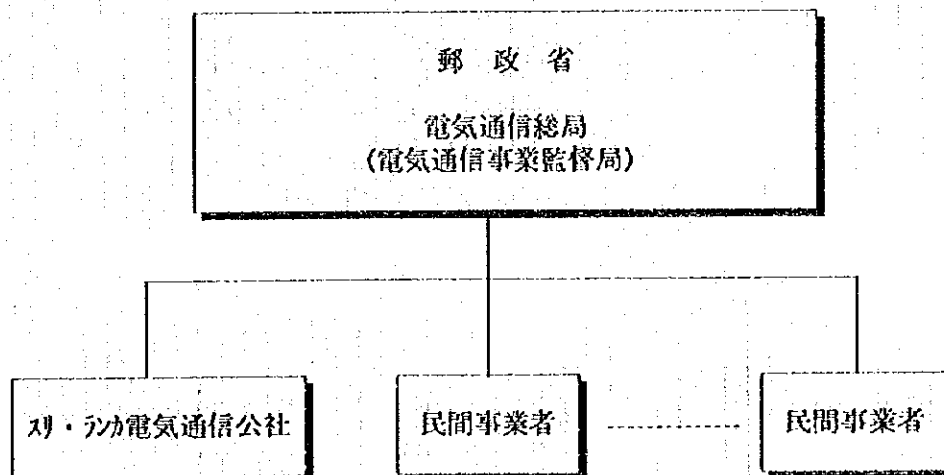 郵 政 省
電気通信総局
(電気通信事業監督局)
ｽﾘ・ﾗﾝｶ電気通信公社
民間事業者
民間事業者